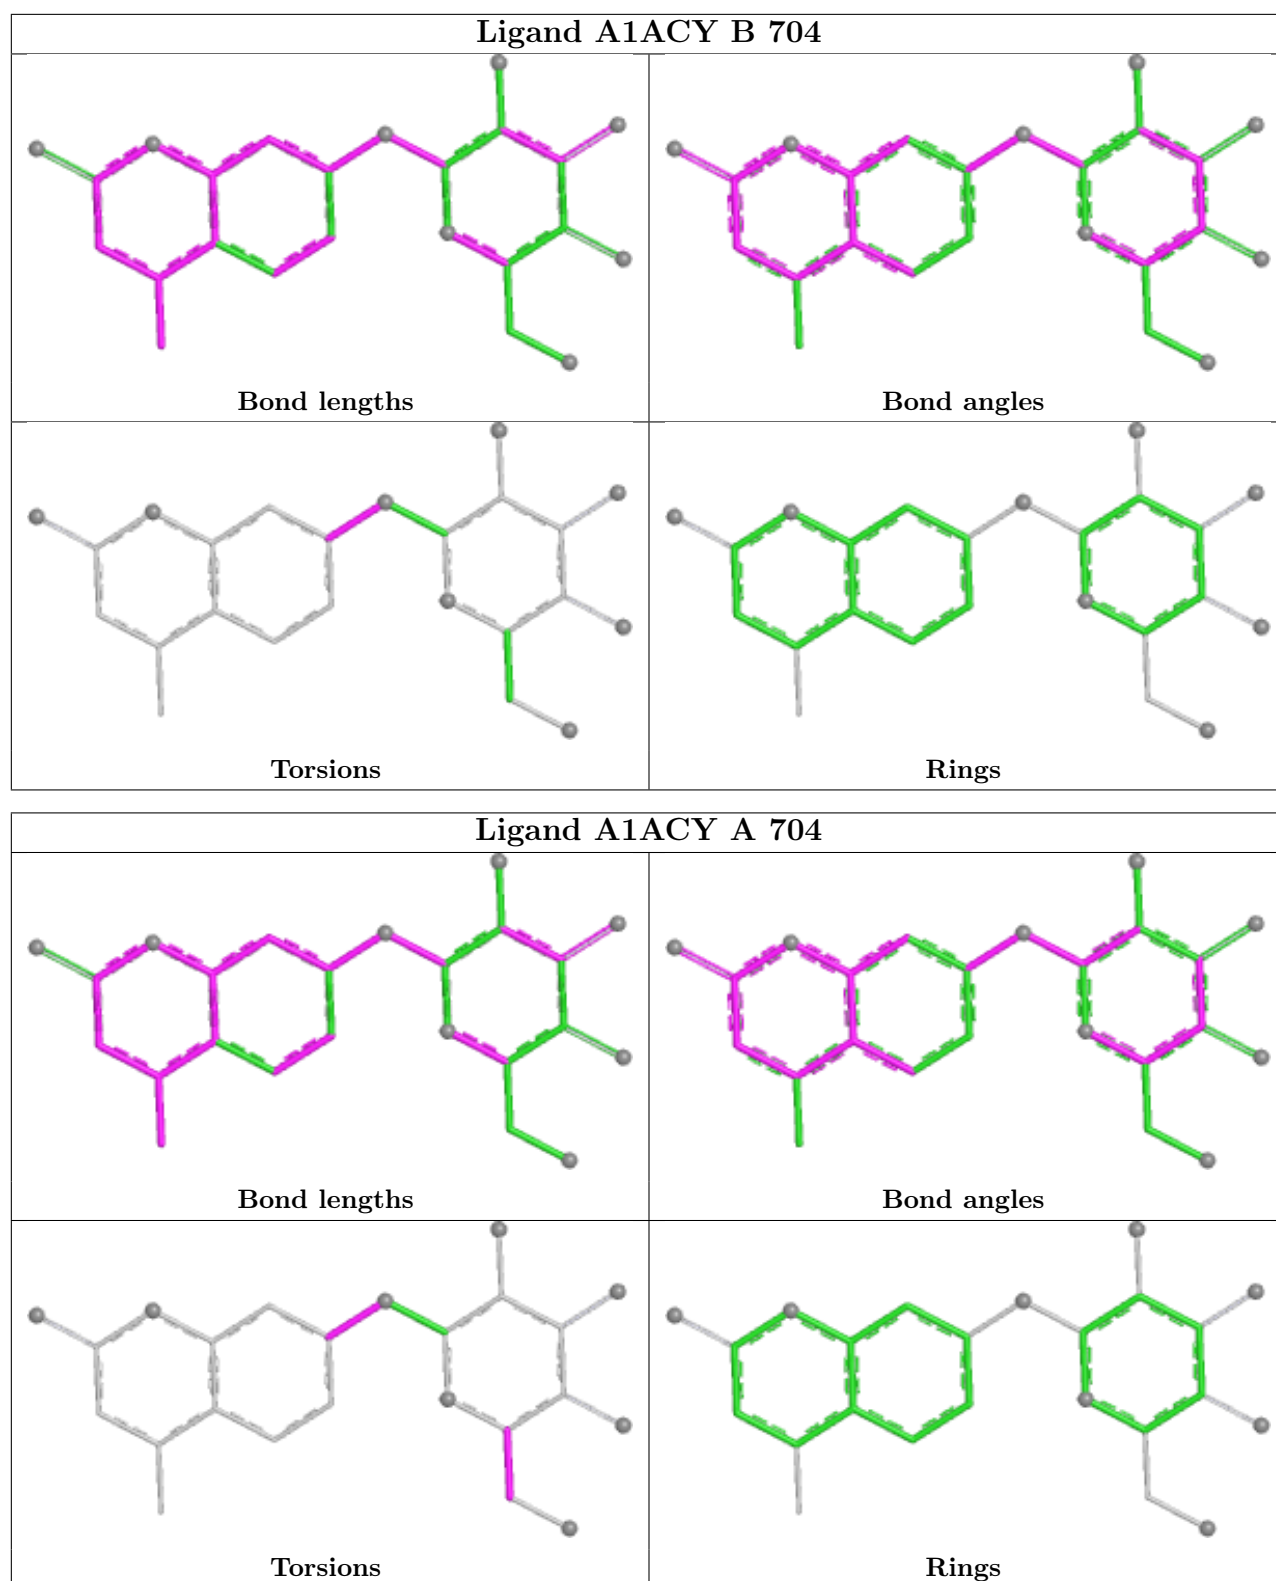 Ligand A1ACY B 704
Bond lengths
Bond angles
Torsions
Rings
Ligand A1ACY A 704
Bond lengths
Bond angles
Torsions
Rings